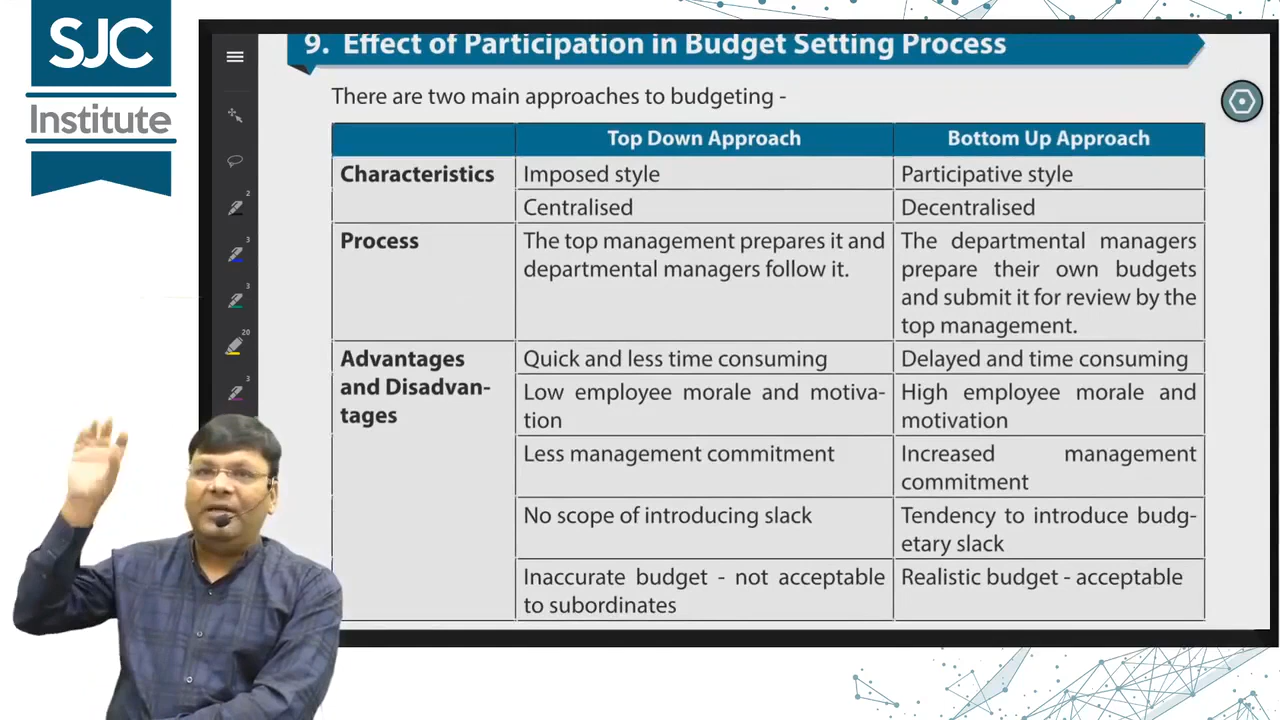 SJC
Institute
9. Effect of Participation in Budget Setting Process
There are two main approaches to budgeting -
Top Down Approach
Bottom Up Approach
Characteristics
Imposed style
Participative style
Centralised
Decentralised
Process
The top management prepares it and
departmental managers follow it.
The departmental managers
prepare their own budgets
and submit it for review by the
top management.
Advantages
and Disadvan-
tages
Quick and less time consuming
Delayed and time consuming
Low employee morale and motiva-
tion
High employee morale and
motivation
Less management commitment
Increased management
commitment
No scope of introducing slack
Tendency to introduce budg-
etary slack
Inaccurate budget - not acceptable
to subordinates
Realistic budget - acceptable
2
3
3
20
3